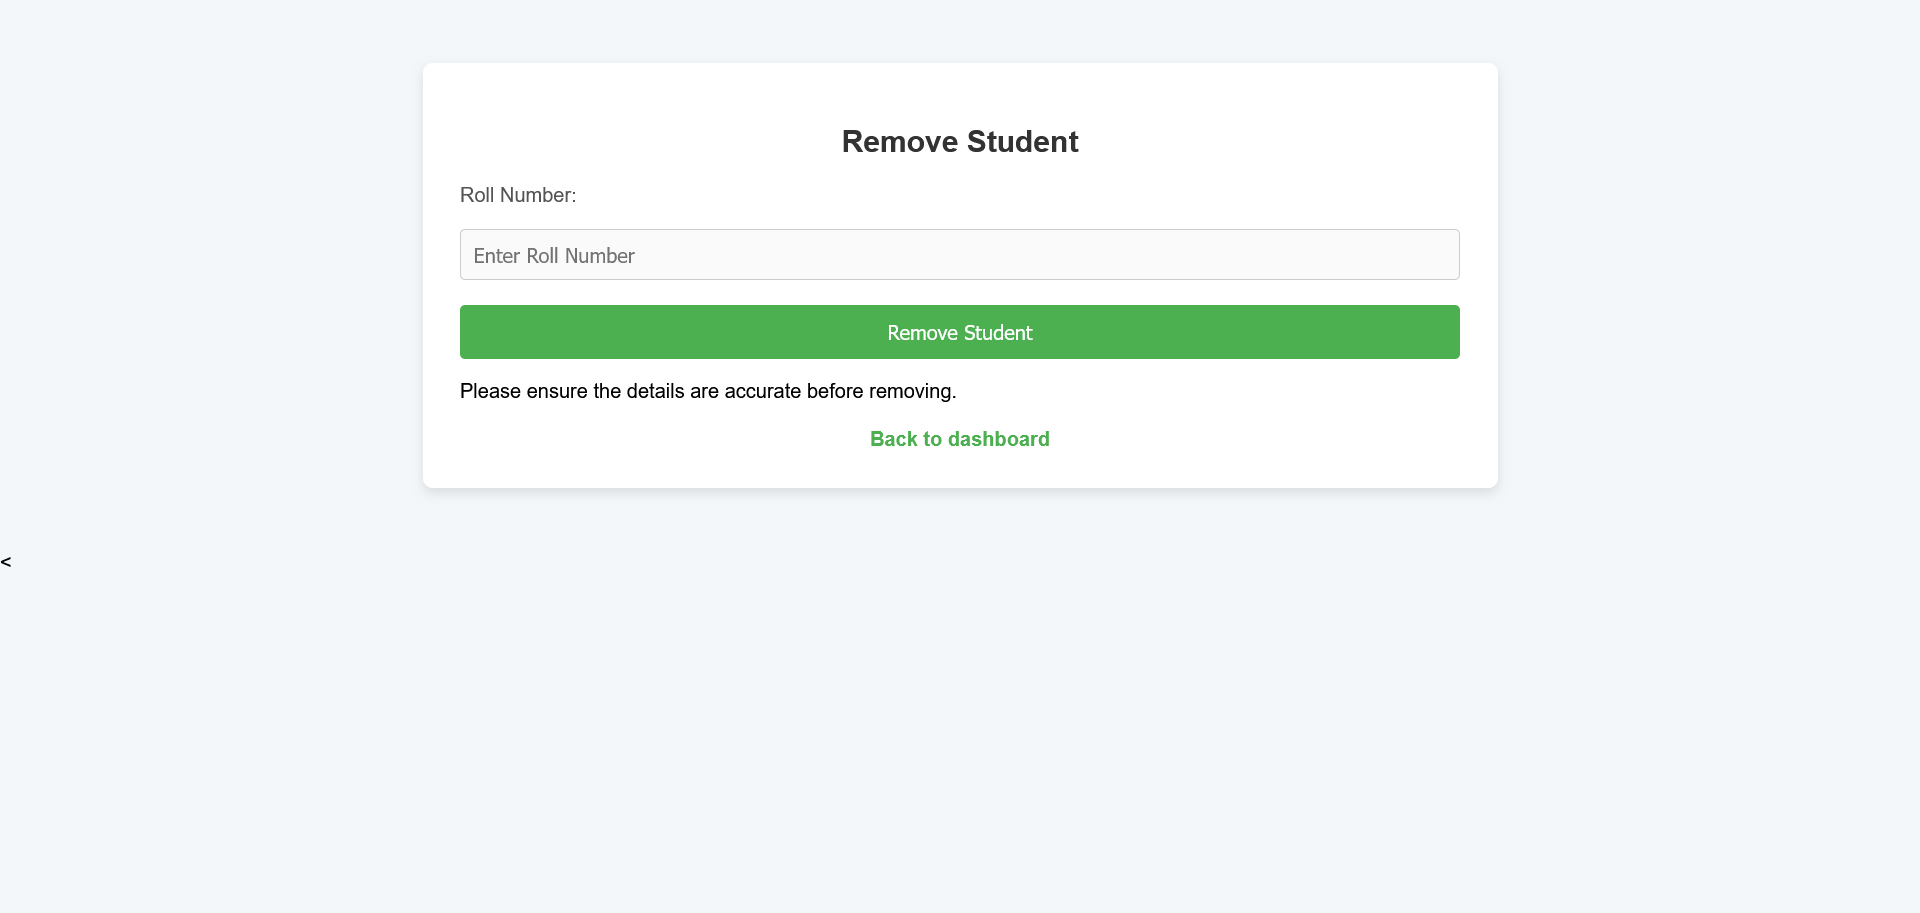 Remove Student
Roll Number:
Enter Roll Number
Remove Student
Please ensure the details are accurate before removing.
Back to dashboard
<